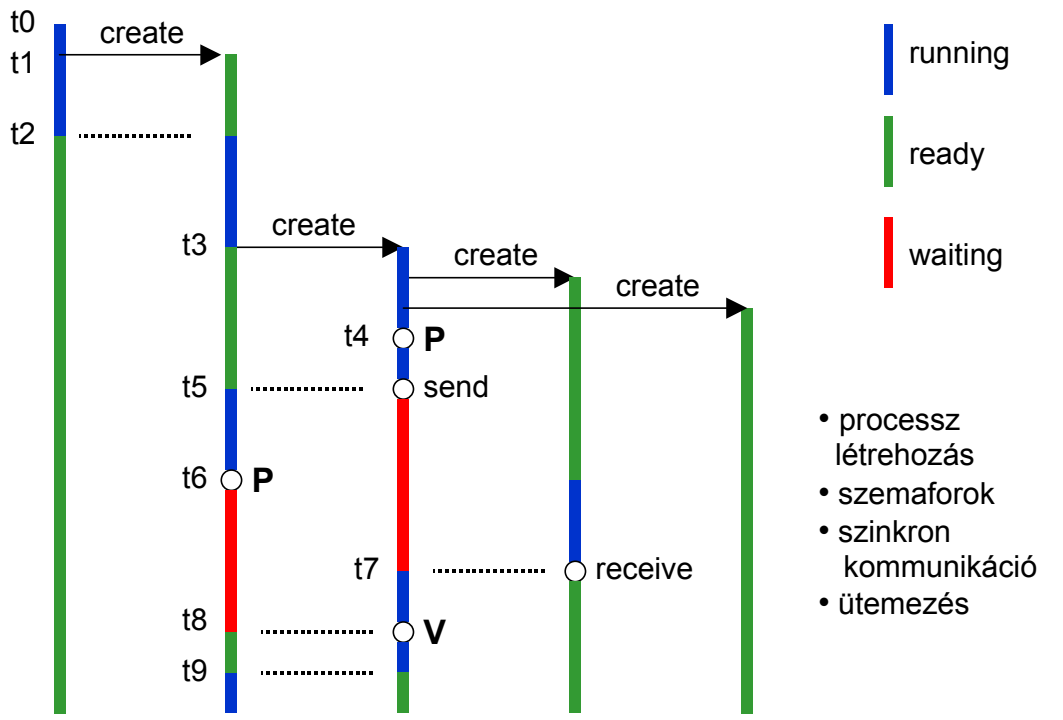 t0
create
t1
running
t2
ready
t3
create
create
waiting
create
t4
P
t5
send
• processz
létrehozás
• szemaforok
• szinkron
kommunikáció
• ütemezés
t6
P
t7
receive
t8
V
t9